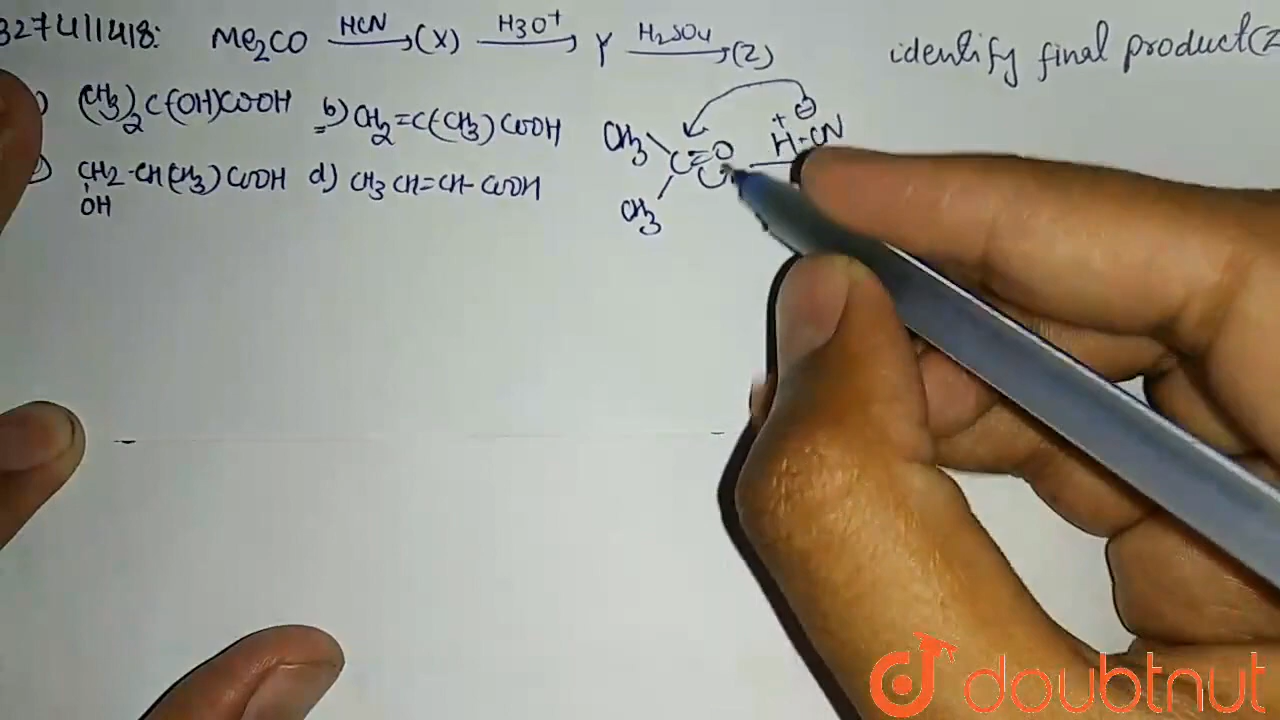 327411418: Me2CO HCN (X) H3O+ Y H2SO4 (Z) identify final product (Z
) (CH3)2C(OH)COOH b) CH2=C(CH3)COOH
) CH2-CH(CH3)COOH d) CH3CH=CH-COOH
OH
CH3 C=O H-CN
+ -
CH3
doubtnut